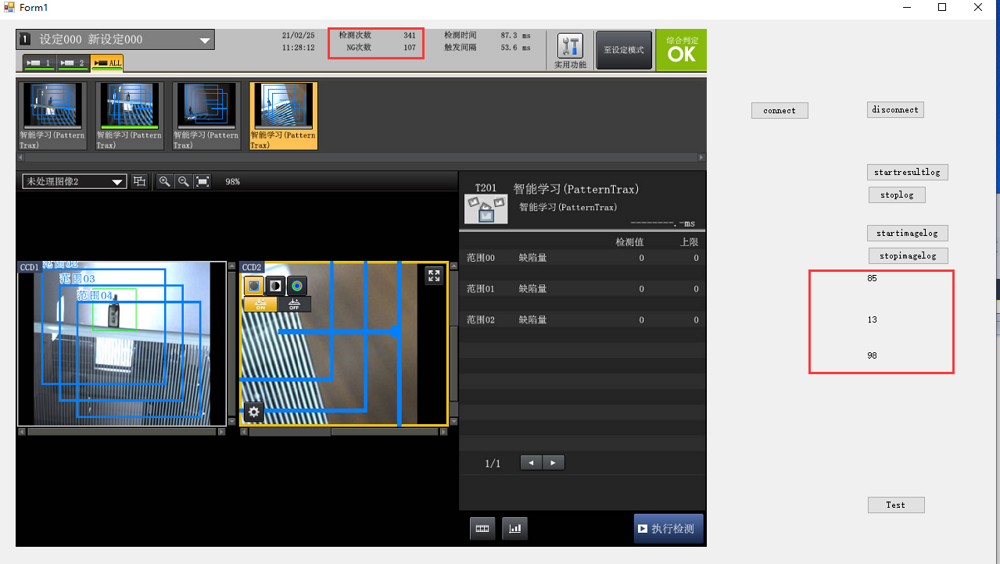 Form1
1 设定000 新设定000
21/02/25
11:28:12
检测次数 341
NG次数 107
检测时间 87.3 ms
触发间隔 53.6 ms
实用功能
至设定模式
综合判定
OK
1
2
ALL
智能学习(Pattern
Trax)
智能学习(Pattern
Trax)
智能学习(Pattern
Trax)
智能学习(Pattern
Trax)
未处理图像2
98%
CCD1
范围02
范围03
范围04
CCD2
ON
OFF
T201
智能学习(PatternTrax)
智能学习(PatternTrax)
--------.-ms
检测值 上限
范围00 缺陷量 0 0
范围01 缺陷量 0 0
范围02 缺陷量 0 0
1/1
执行检测
connect
disconnect
startresultlog
stoplog
startimagelog
stopimagelog
85
13
98
Test